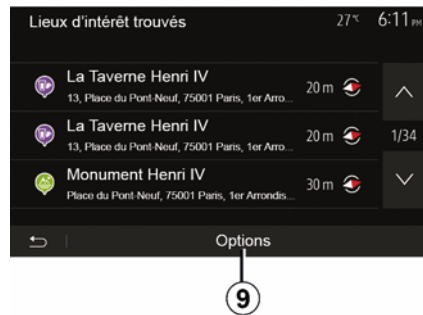 Lieux d'intérêt trouvés 27℃ 6:11 PM
La Taverne Henri IV
13, Place du Pont-Neuf, 75001 Paris, 1er Arro... 20 m
La Taverne Henri IV
13, Place du Pont-Neuf, 75001 Paris, 1er Arro... 20 m
1/34
Monument Henri IV
Place du Pont-Neuf, 75001 Paris, 1er Arrondis... 30 m
Options
9